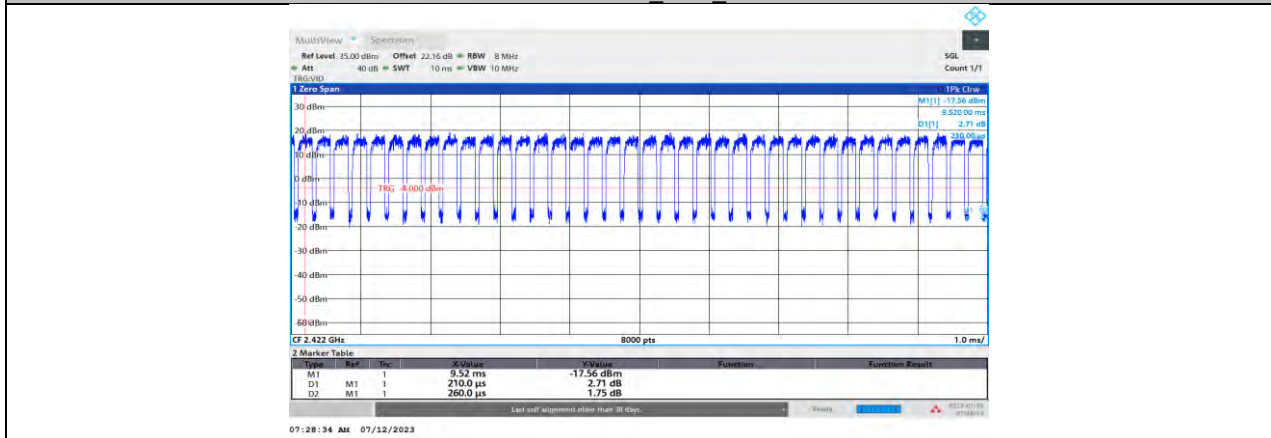 MultiView Spectrum
Ref Level 35.00 dBm Offset 22.16 dB RBW 8 MHz SGL
Att 40 dB SWT 10 ms VBW 10 MHz Count 1/1
TRG:VID
1 Zero Span 1Pk Clrw
M1[1] -17.56 dBm
30 dBm
9.520 00 ms
D1[1] 2.71 dB
20 dBm
10 dBm
0 dBm
TRG -4.000 dBm
-10 dBm
-20 dBm
-30 dBm
-40 dBm
-50 dBm
-60 dBm
CF 2.422 GHz 8000 pts 1.0 ms/
2 Marker Table
Type Ref Trc X-Value Y-Value Function Function Result
M1 1 9.52 ms -17.56 dBm
D1 M1 1 210.0 µs 2.71 dB
D2 M1 1 260.0 µs 1.75 dB
Last self alignment older than 30 days. Ready
07:28:34 AM 07/12/2023